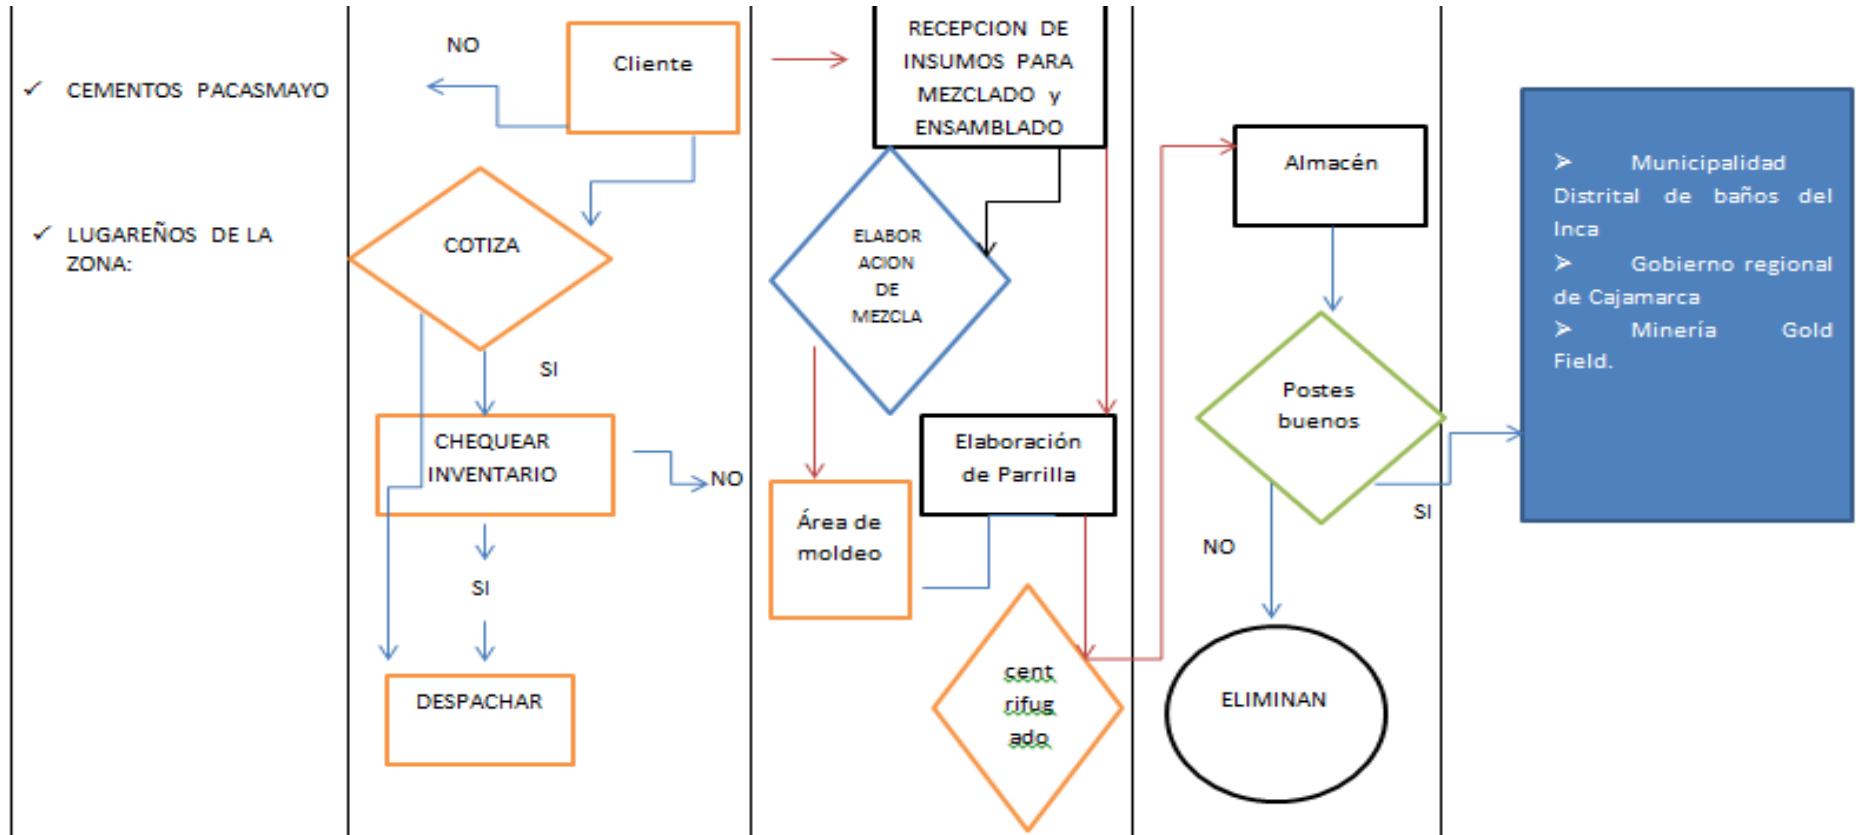 CEMENTOS PACASMAYO
LUGAREÑOS DE LA
ZONA:
NO
Cliente
COTIZA
SI
CHEQUEAR
INVENTARIO
NO
SI
DESPACHAR
RECEPCION DE
INSUMOS PARA
MEZCLADO y
ENSAMBLADO
ELABOR
ACION
DE
MEZCLA
Elaboración
de Parrilla
Área de
moldeo
cent
rifug
ado
Almacén
Postes
buenos
SI
NO
ELIMINAN
Municipalidad
Distrital de baños del
Inca
Gobierno regional
de Cajamarca
Minería Gold
Field.